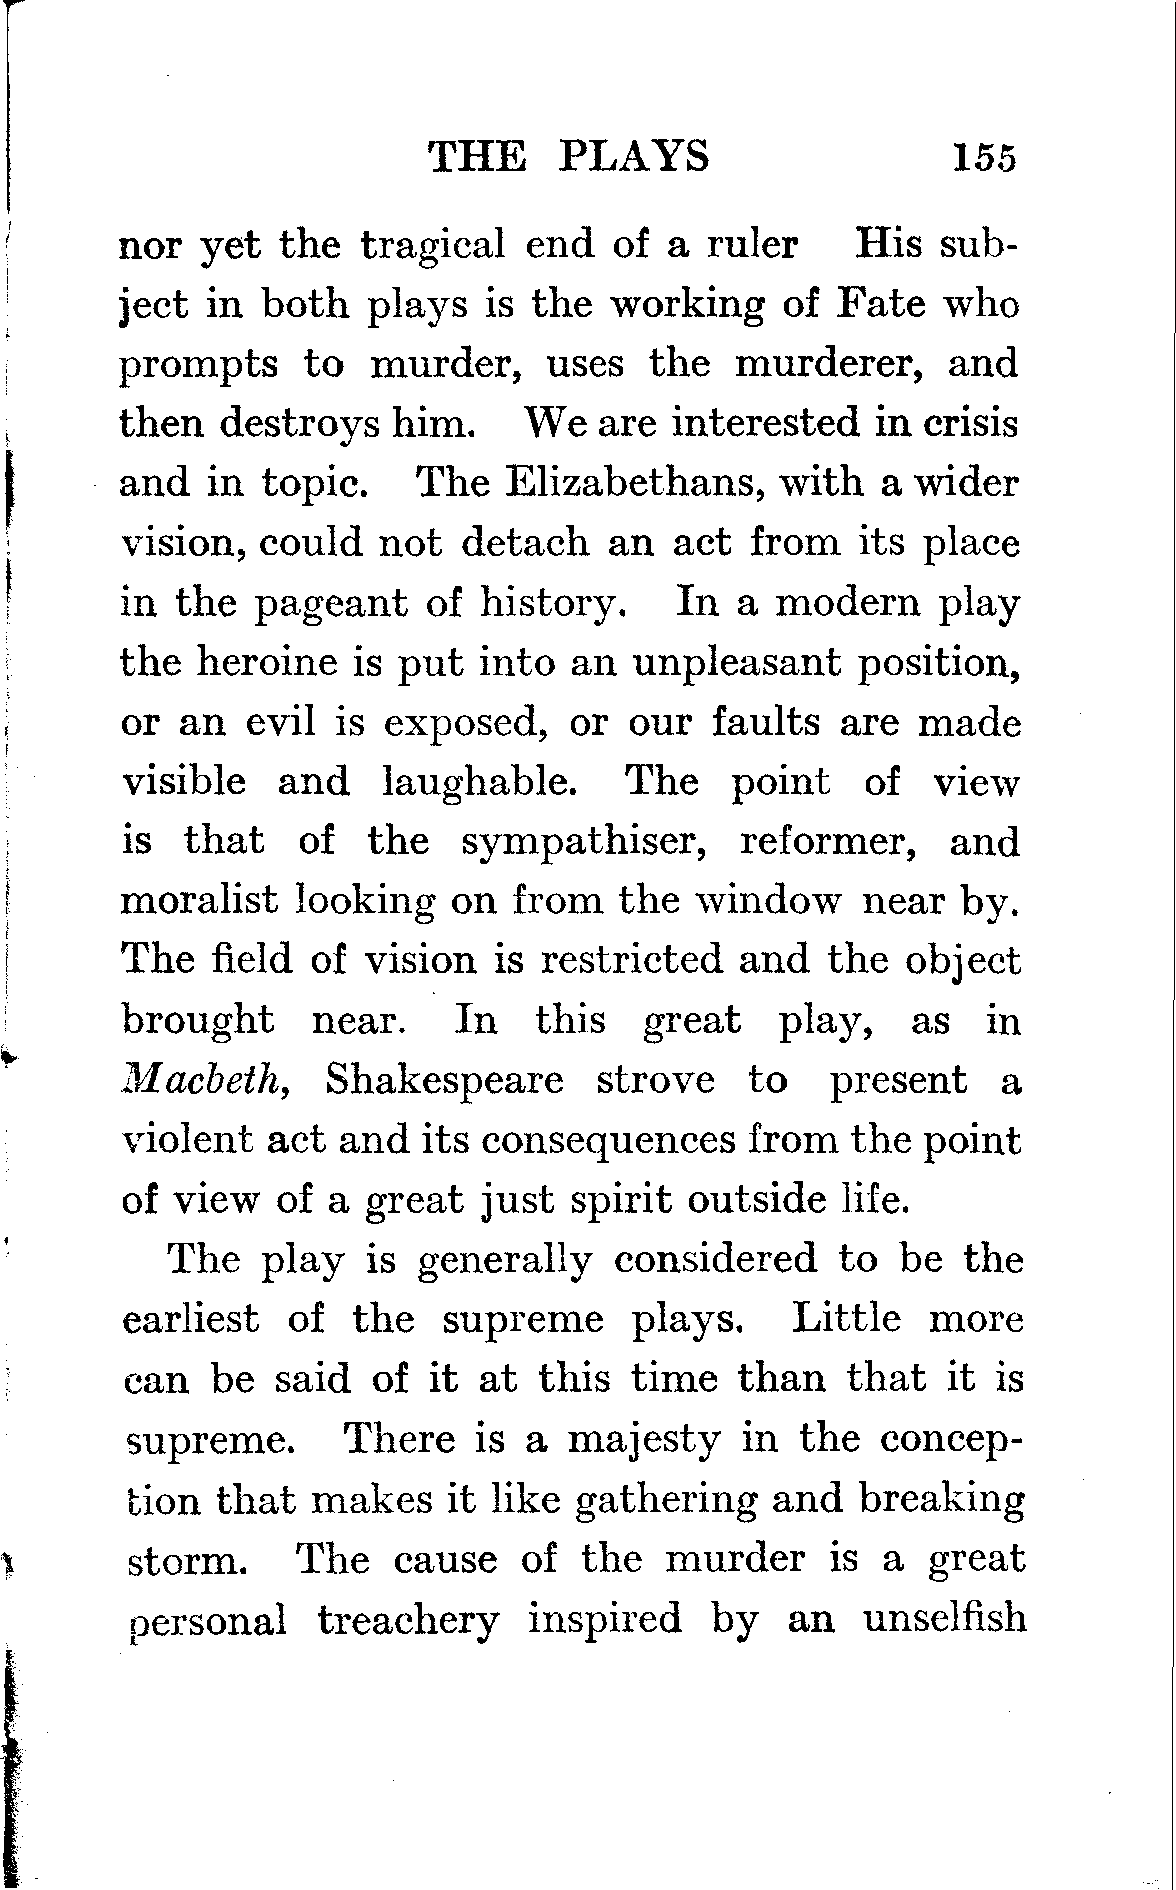 THE PLAYS 155
nor yet the tragical end of a ruler His sub-
ject in both plays is the working of Fate who
prompts to murder, uses the murderer, and
then destroys him. We are interested in crisis
and in topic. The Elizabethans, with a wider
vision, could not detach an act from its place
in the pageant of history. In a modern play
the heroine is put into an unpleasant position,
or an evil is exposed, or our faults are made
visible and laughable. The point of view
is that of the sympathiser, reformer, and
moralist looking on from the window near by.
The field of vision is restricted and the object
brought near. In this great play, as in
Macbeth, Shakespeare strove to present a
violent act and its consequences from the point
of view of a great just spirit outside life.
The play is generally considered to be the
earliest of the supreme plays. Little more
can be said of it at this time than that it is
supreme. There is a majesty in the concep-
tion that makes it like gathering and breaking
storm. The cause of the murder is a great
personal treachery inspired by an unselfish